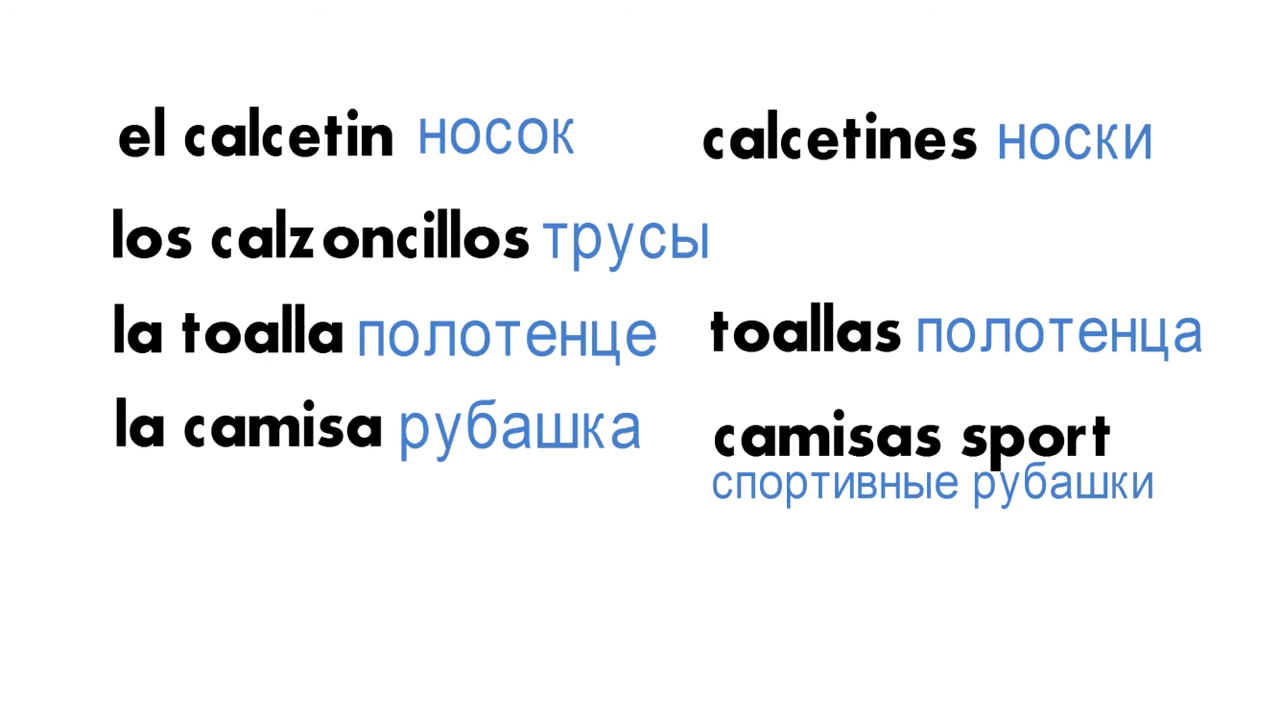 el calcetin носок calcetines носки
los calzoncillos трусы
la toalla полотенце toallas полотенца
la camisa рубашка camisas sport
спортивные рубашки